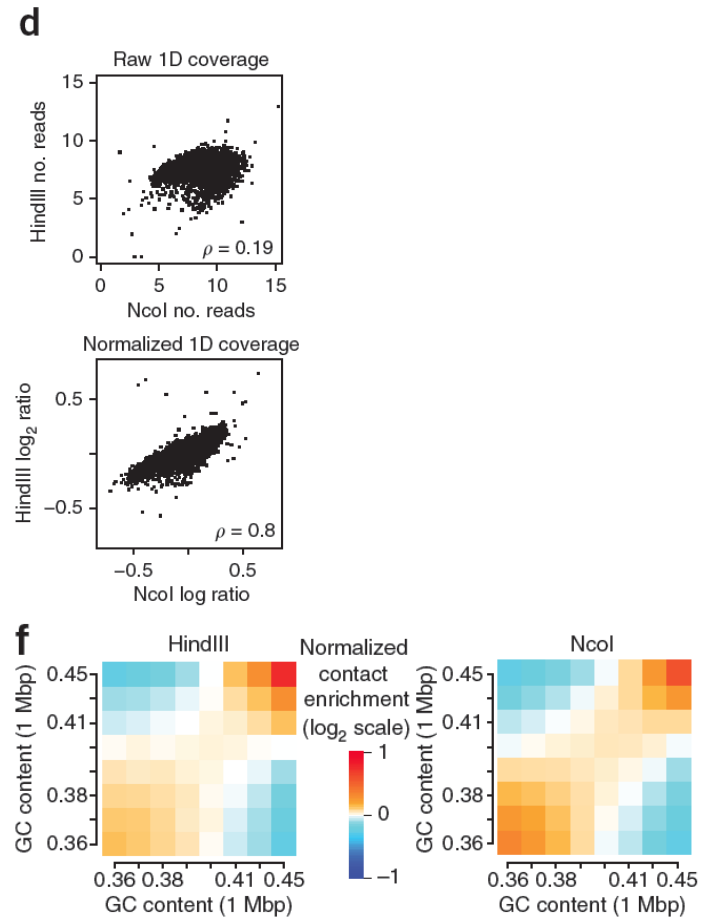 d
Raw 1D coverage
15
10
5
0
HindIII no. reads
ρ = 0.19
0 5 10 15
NcoI no. reads
Normalized 1D coverage
0.5
−0.5
HindIII log2 ratio
ρ = 0.8
−0.5 0.5
NcoI log ratio
f
HindIII
0.45
0.41
0.38
0.36
GC content (1 Mbp)
0.36 0.38 0.41 0.45
GC content (1 Mbp)
Normalized
contact
enrichment
(log2 scale)
1
0
−1
NcoI
0.45
0.41
0.38
0.36
GC content (1 Mbp)
0.36 0.38 0.41 0.45
GC content (1 Mbp)